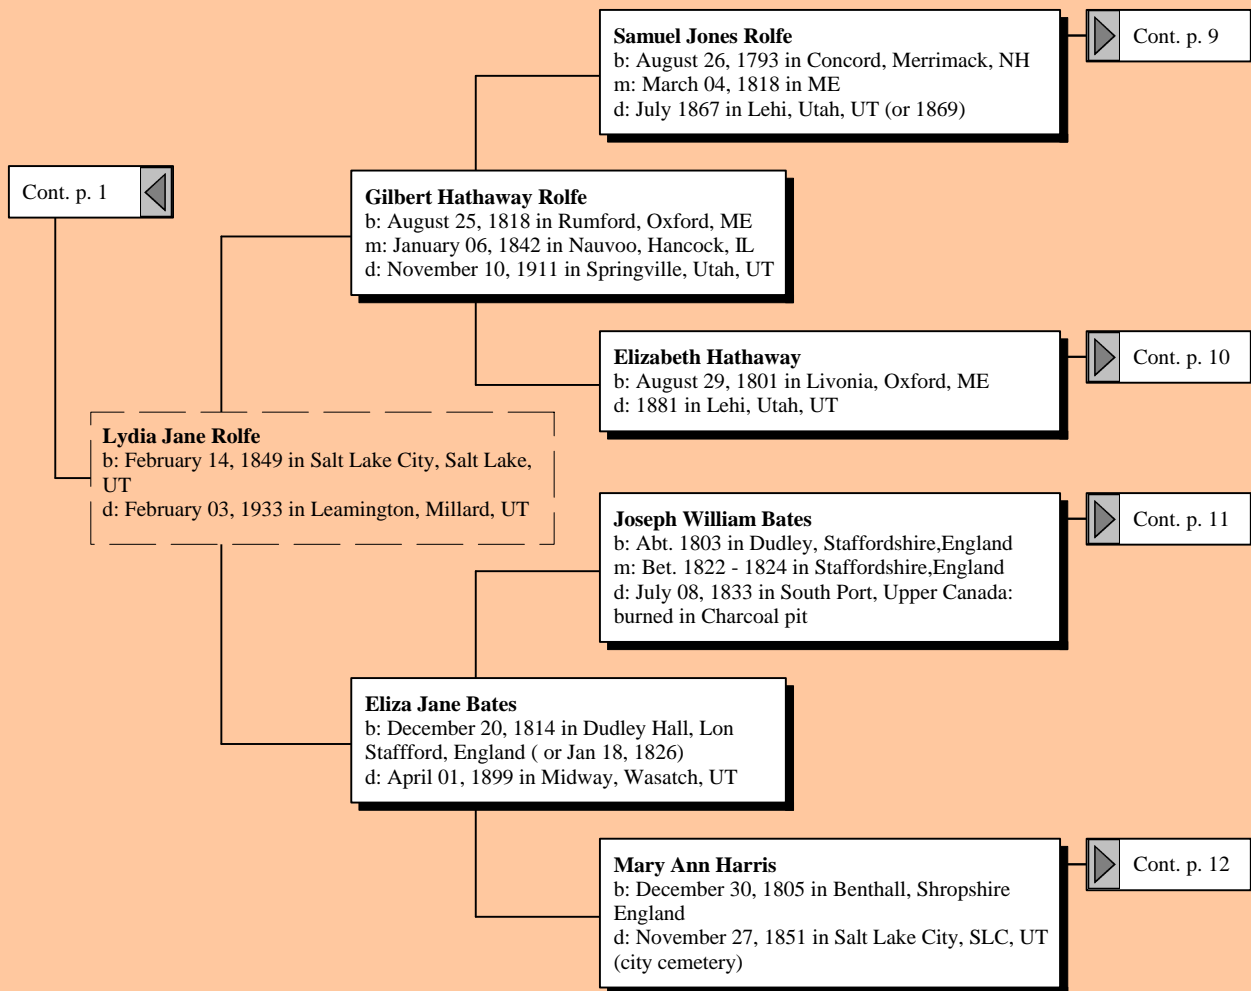 Samuel Jones Rolfe
b: August 26, 1793 in Concord, Merrimack, NH
m: March 04, 1818 in ME
d: July 1867 in Lehi, Utah, UT (or 1869)
Cont. p. 9
Cont. p. 1
Gilbert Hathaway Rolfe
b: August 25, 1818 in Rumford, Oxford, ME
m: January 06, 1842 in Nauvoo, Hancock, IL
d: November 10, 1911 in Springville, Utah, UT
Elizabeth Hathaway
b: August 29, 1801 in Livonia, Oxford, ME
d: 1881 in Lehi, Utah, UT
Cont. p. 10
Lydia Jane Rolfe
b: February 14, 1849 in Salt Lake City, Salt Lake,
UT
d: February 03, 1933 in Leamington, Millard, UT
Joseph William Bates
b: Abt. 1803 in Dudley, Staffordshire,England
m: Bet. 1822 - 1824 in Staffordshire,England
d: July 08, 1833 in South Port, Upper Canada:
burned in Charcoal pit
Cont. p. 11
Eliza Jane Bates
b: December 20, 1814 in Dudley Hall, Lon
Staffford, England ( or Jan 18, 1826)
d: April 01, 1899 in Midway, Wasatch, UT
Mary Ann Harris
b: December 30, 1805 in Benthall, Shropshire
England
d: November 27, 1851 in Salt Lake City, SLC, UT
(city cemetery)
Cont. p. 12